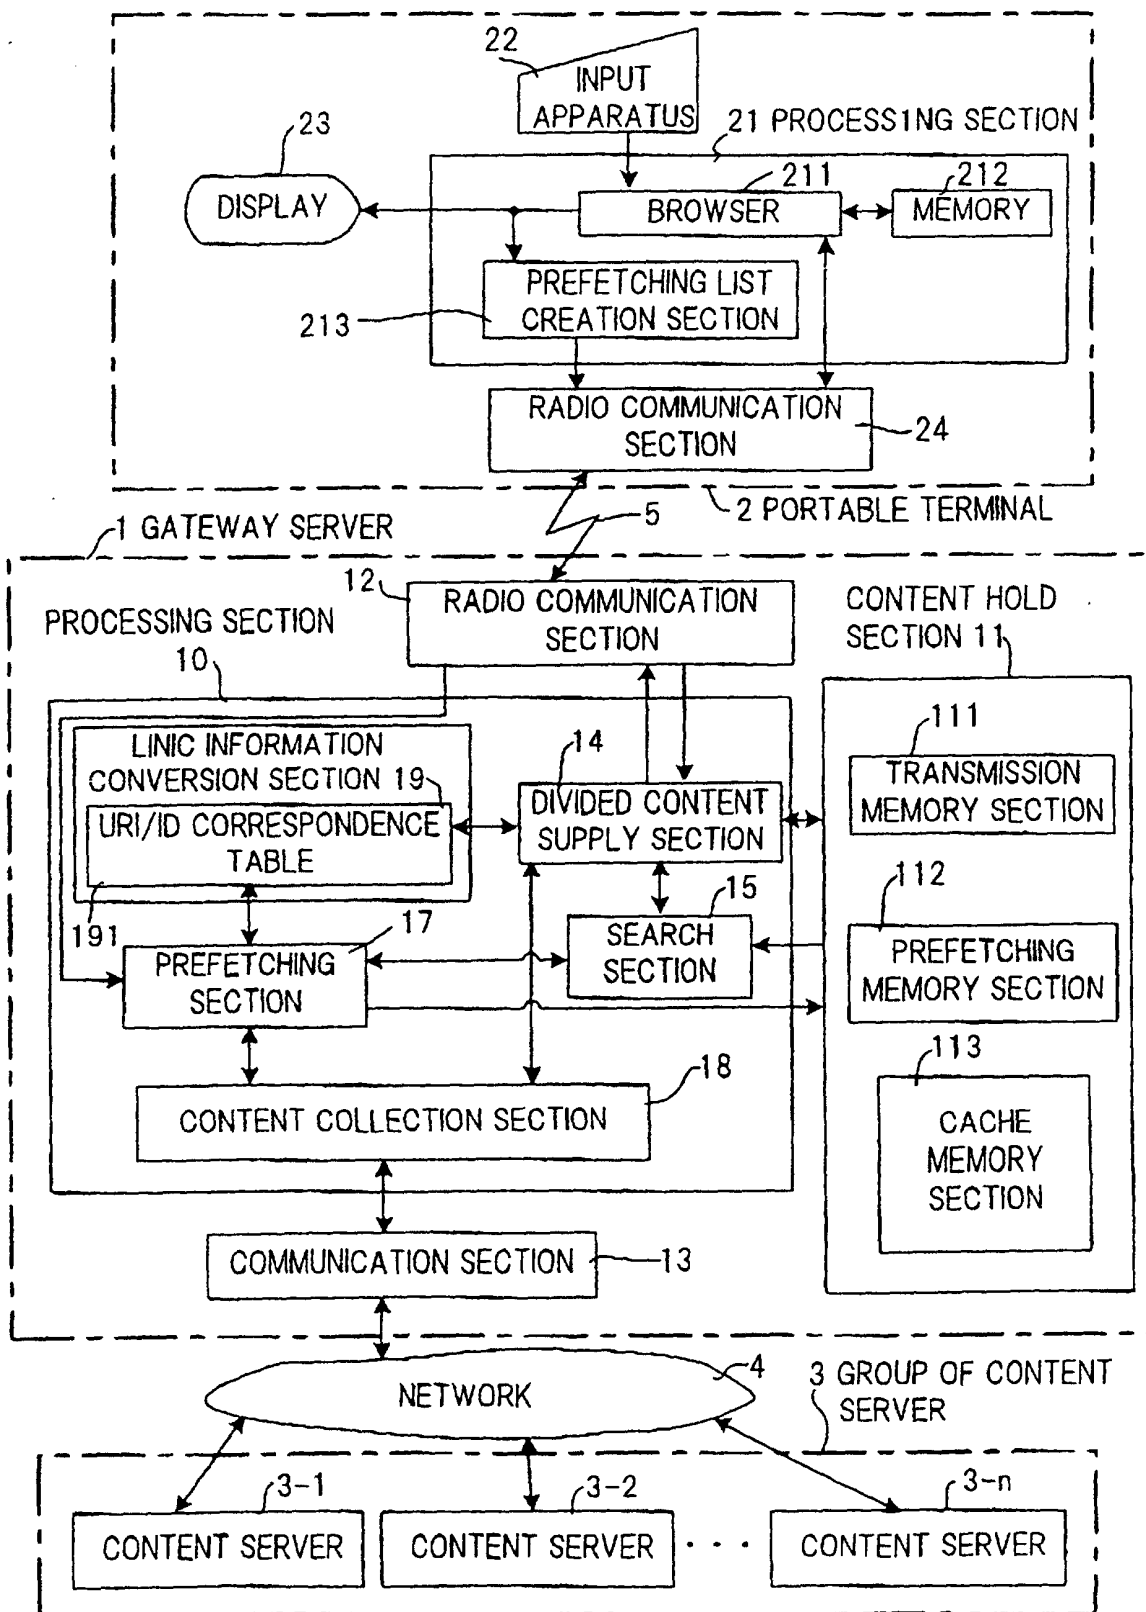 22
INPUT
APPARATUS
23
21 PROCESS1NG SECTION
211
212
DISPLAY
BROWSER
MEMORY
PREFETCHING LIST
CREATION SECTION
213
RADIO COMMUNICATION
SECTION
24
5
2 PORTABLE TERMINAL
1 GATEWAY SERVER
12
RADIO COMMUNICATION
SECTION
CONTENT HOLD
SECTION 11
PROCESSING SECTION
10
LINIC INFORMATION
CONVERSION SECTION 19
14
111
TRANSMISSION
MEMORY SECTION
DIVIDED CONTENT
SUPPLY SECTION
URI/ID CORRESPONDENCE
TABLE
191
17
15
112
SEARCH
SECTION
PREFETCHING
SECTION
PREFETCHING
MEMORY SECTION
113
18
CONTENT COLLECTION SECTION
CACHE
MEMORY
SECTION
COMMUNICATION SECTION
13
4
NETWORK
3 GROUP OF CONTENT
SERVER
3-1
3-2
3-n
CONTENT SERVER
CONTENT SERVER
. . .
CONTENT SERVER